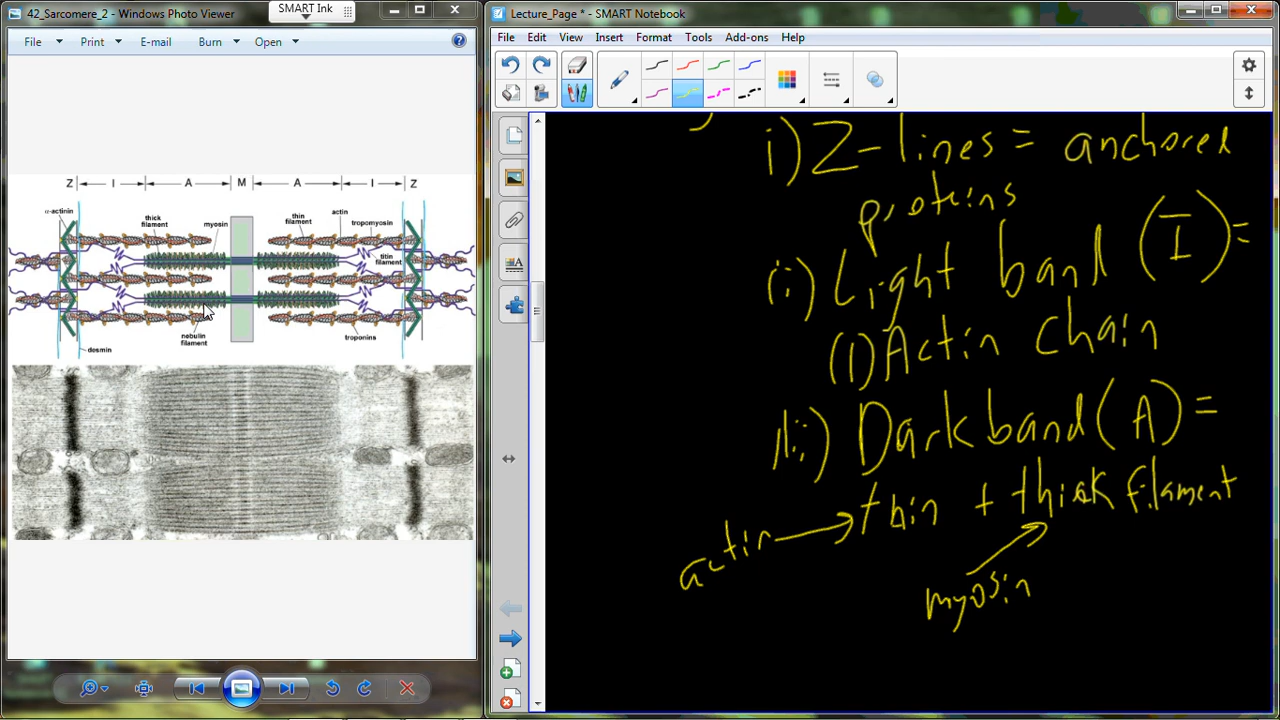 42_Sarcomere_2 - Windows Photo Viewer
SMART Ink
File Print E-mail Burn Open
Z I A M A I Z
α-actinin
thick filament
myosin
thin filament
actin
tropomyosin
titin filament
nebulin filament
troponins
desmin
Lecture_Page * - SMART Notebook
File Edit View Insert Format Tools Add-ons Help
i) Z-lines = anchored
proteins
ii) Light band (I) =
(1) Actin chain
iii) Dark band (A) =
actin → thin + thick filament
myosin